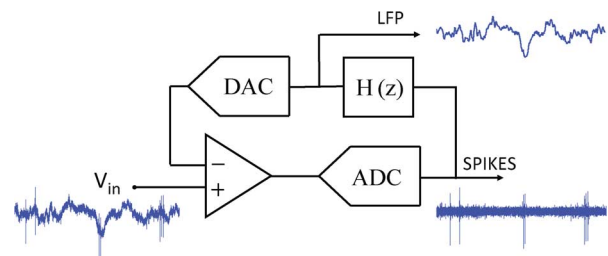 LFP
DAC
H(z)
−
+
V_in
ADC
SPIKES